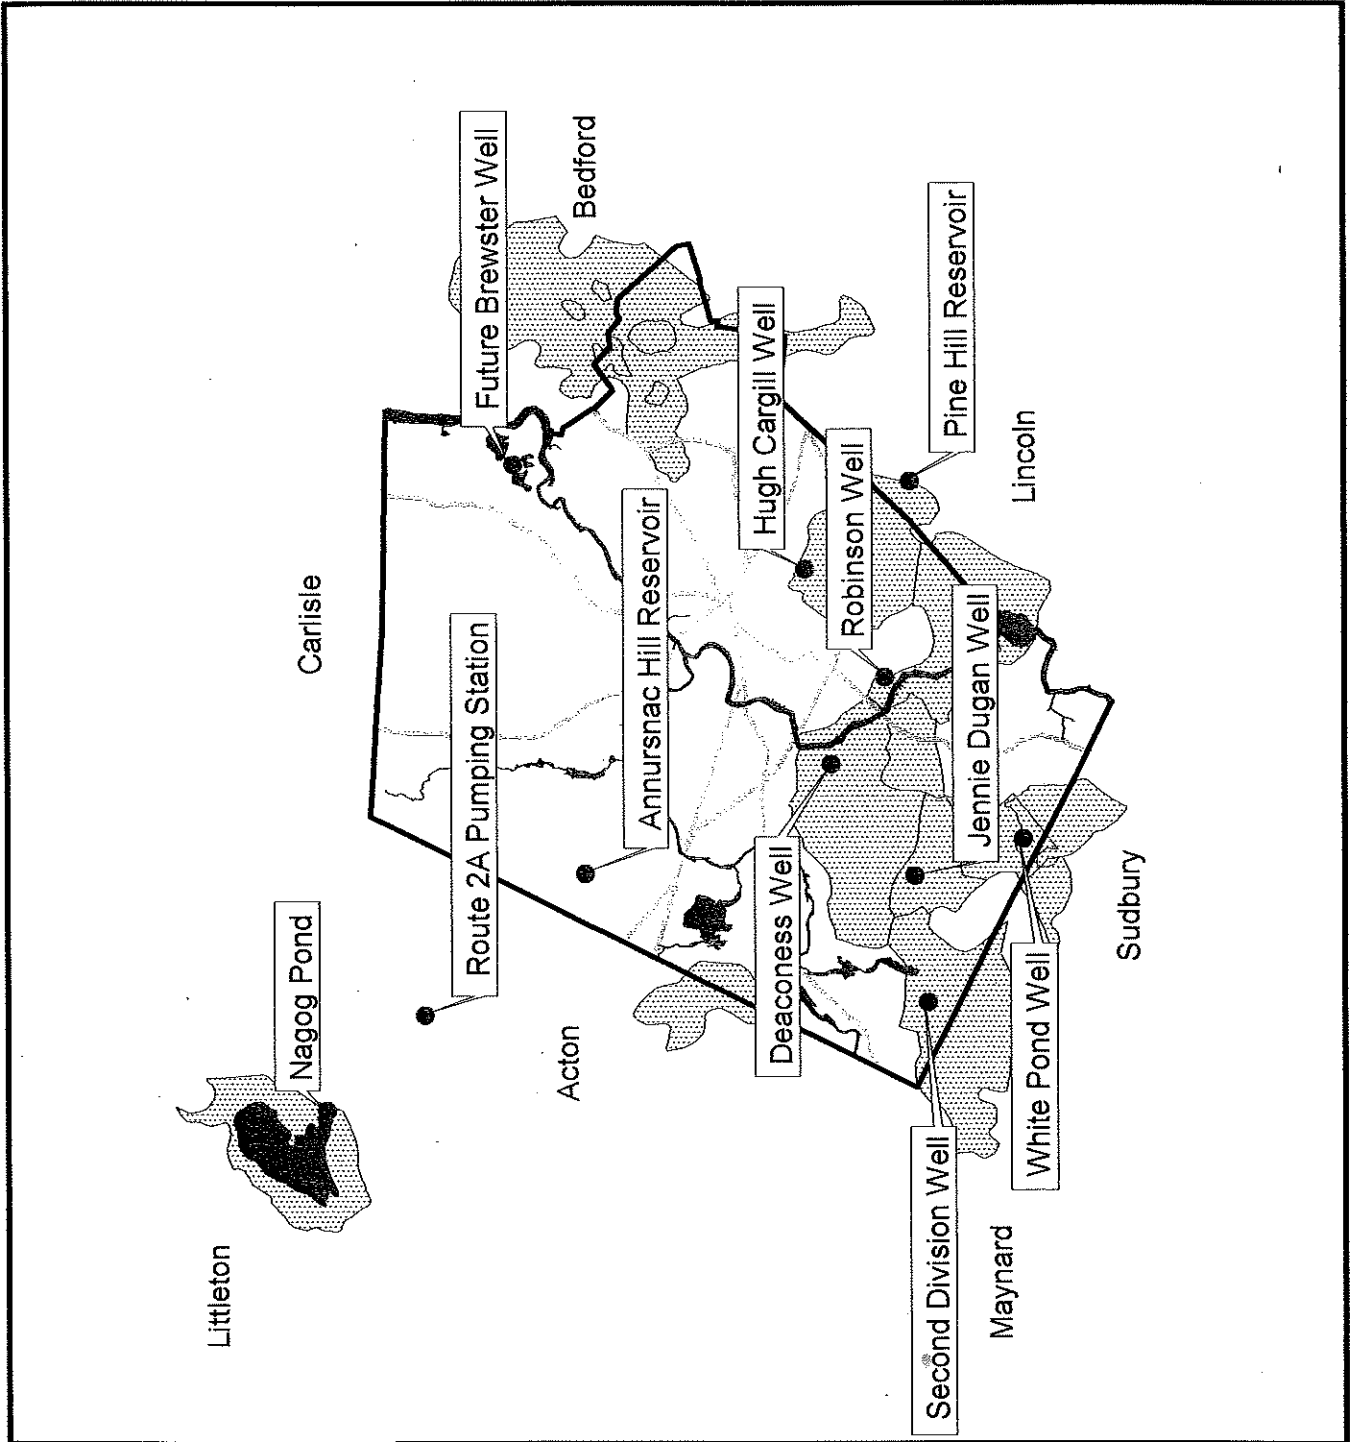 Littleton
Nagog Pond
Carlisle
Route 2A Pumping Station
Future Brewster Well
Bedford
Acton
Annursnac Hill Reservoir
Hugh Cargill Well
Robinson Well
Pine Hill Reservoir
Lincoln
Deaconess Well
Jennie Dugan Well
Second Division Well
Maynard
White Pond Well
Sudbury